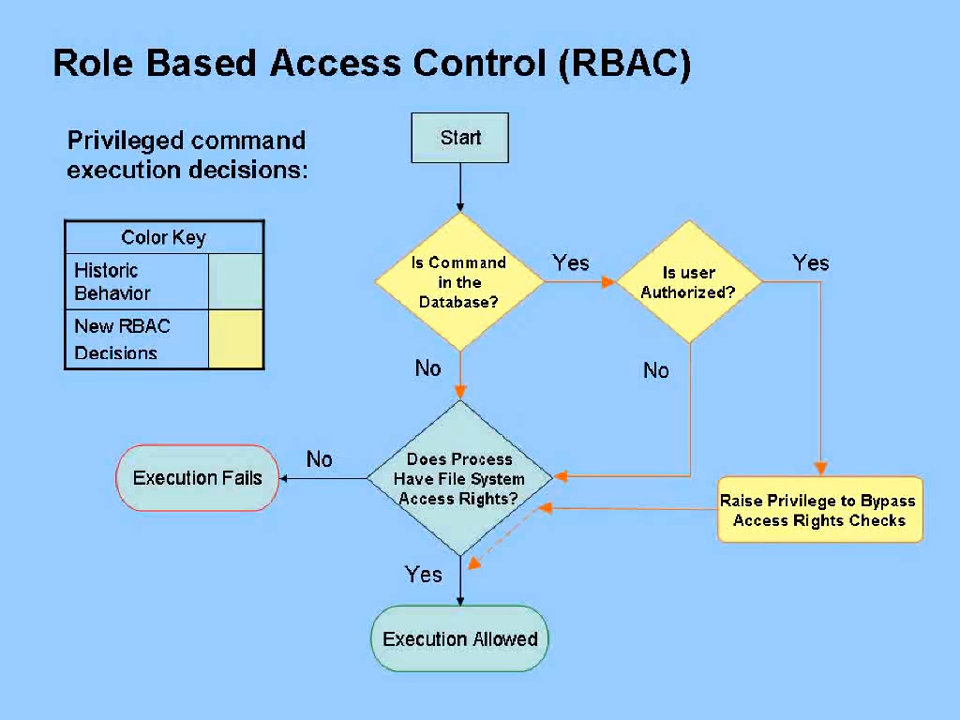 Role Based Access Control (RBAC)
Privileged command
execution decisions:
Color Key
Historic
Behavior
New RBAC
Decisions
Start
Is Command
in the
Database?
Yes
Is user
Authorized?
Yes
No
No
Does Process
Have File System
Access Rights?
No
Execution Fails
Raise Privilege to Bypass
Access Rights Checks
Yes
Execution Allowed